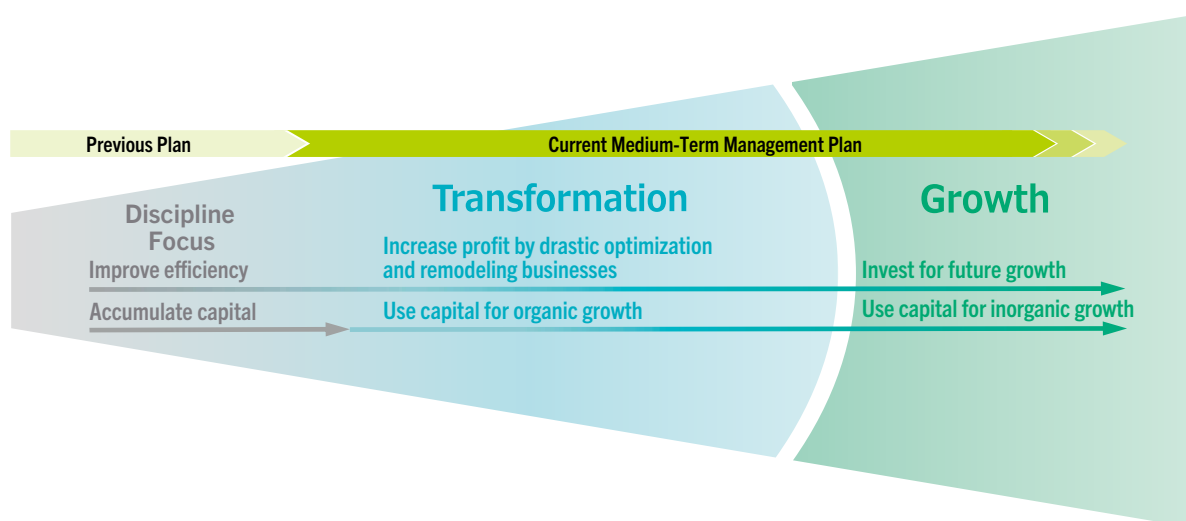 Previous Plan
Current Medium-Term Management Plan
Discipline
Focus
Improve efficiency
Accumulate capital
Transformation
Increase profit by drastic optimization
and remodeling businesses
Use capital for organic growth
Growth
Invest for future growth
Use capital for inorganic growth